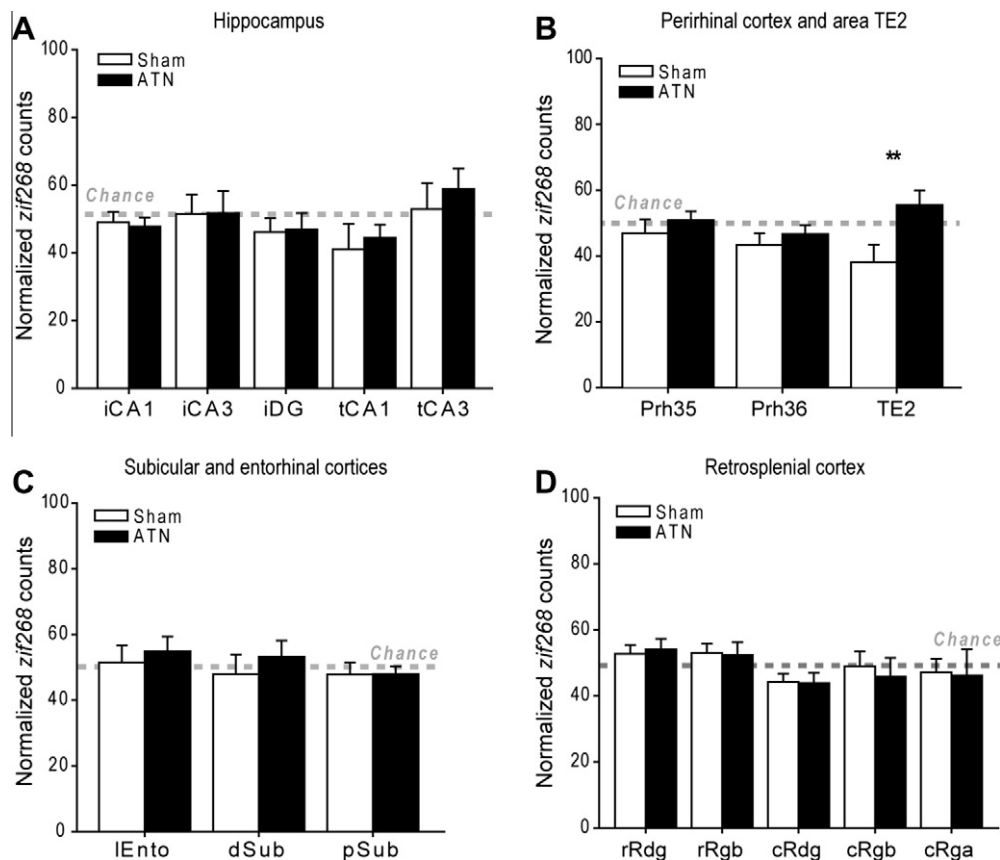 A
Hippocampus
Normalized zif268 counts
100
80
60
40
20
0
Sham
ATN
Chance
iCA1 iCA3 iDG tCA1 tCA3
B
Perirhinal cortex and area TE2
Normalized zif268 counts
100
80
60
40
20
0
Sham
ATN
Chance
**
Prh35 Prh36 TE2
C
Subicular and entorhinal cortices
Normalized zif268 counts
100
80
60
40
20
0
Sham
ATN
Chance
lEnto dSub pSub
D
Retrosplenial cortex
Normalized zif268 counts
100
80
60
40
20
0
Sham
ATN
Chance
rRdg rRgb cRdg cRgb cRga